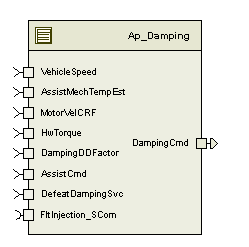 Ap_Damping
VehicleSpeed
AssistMechTempEst
MotorVelCRF
HwTorque
DampingCmd
DampingDDFactor
AssistCmd
DefeatDampingSvc
FltInjection_SCom